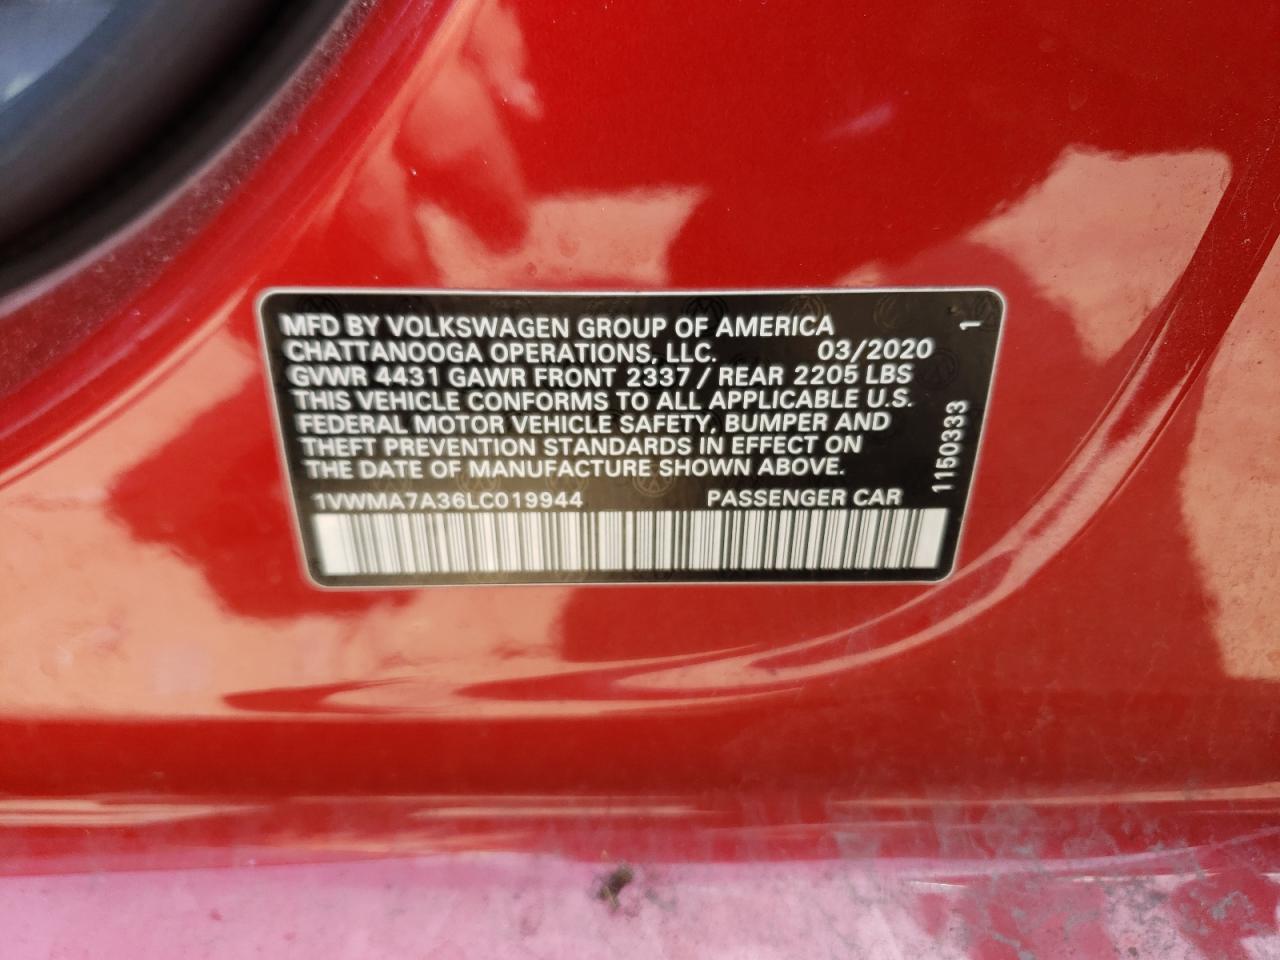 MFD BY VOLKSWAGEN GROUP OF AMERICA
CHATTANOOGA OPERATIONS, LLC. 03/2020
GVWR 4431 GAWR FRONT 2337 / REAR 2205 LBS
THIS VEHICLE CONFORMS TO ALL APPLICABLE U.S.
FEDERAL MOTOR VEHICLE SAFETY, BUMPER AND
THEFT PREVENTION STANDARDS IN EFFECT ON
THE DATE OF MANUFACTURE SHOWN ABOVE.
1VWMA7A36LC019944 PASSENGER CAR
1150333 1